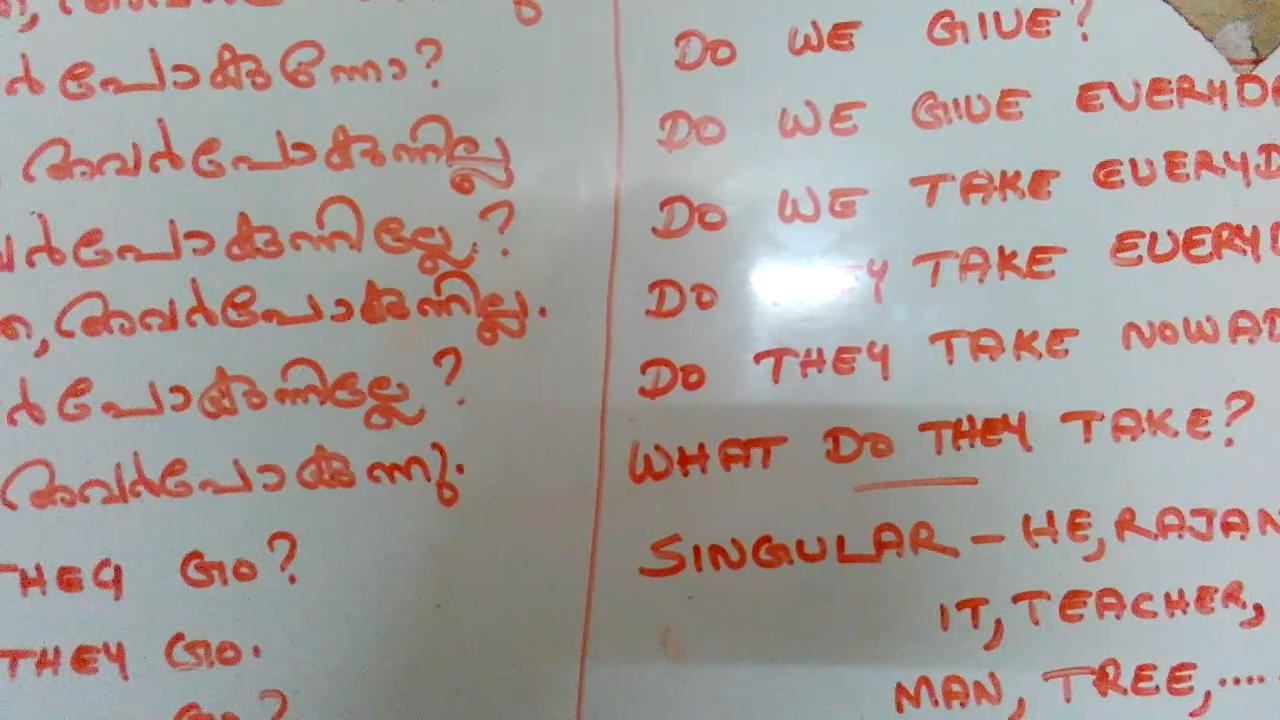 പോകുന്നോ?
അവർ പോകുന്നില്ല
പോകുന്നില്ലേ?
അവർ പോകുന്നില്ല.
പോകുന്നില്ലേ?
അവർ പോകുന്നു.
THEY GO?
THEY GO.
GO?
DO WE GIVE?
DO WE GIVE
DO WE TAKE
DO TAKE
DO THEY TAKE
WHAT DO THEY TAKE?
SINGULAR - HE, RAJAN
IT, TEACHER,
MAN, TREE, ....